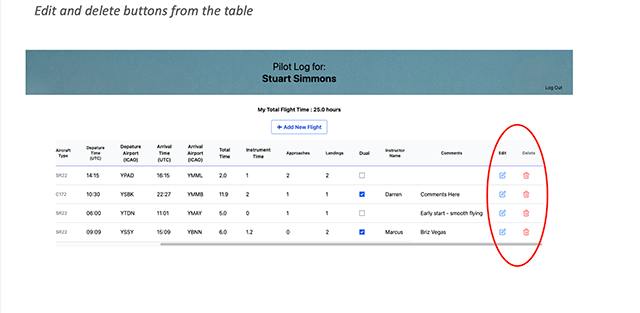 Edit and delete buttons from the table
Pilot Log for:
Stuart Simmons
Log Out
My Total Flight Time : 25.0 hours
+ Add New Flight
Aircraft Type Depature Time (UTC) Depature Airport (ICAO) Arrival Time (UTC) Arrival Airport (ICAO) Total Time Instrument Time Approaches Landings Dual Instructor Name Comments Edit Delete
SR22 14:15 YPAD 16:15 YMML 2.0 1 2 2
C172 10:30 YSBK 22:27 YMMB 11.9 2 1 1 Darren Comments Here
SR22 06:00 YTDN 11:01 YMAY 5.0 0 1 1 Early start - smooth flying
SR22 09:09 YSSY 15:09 YBNN 6.0 1.2 0 2 Marcus Briz Vegas